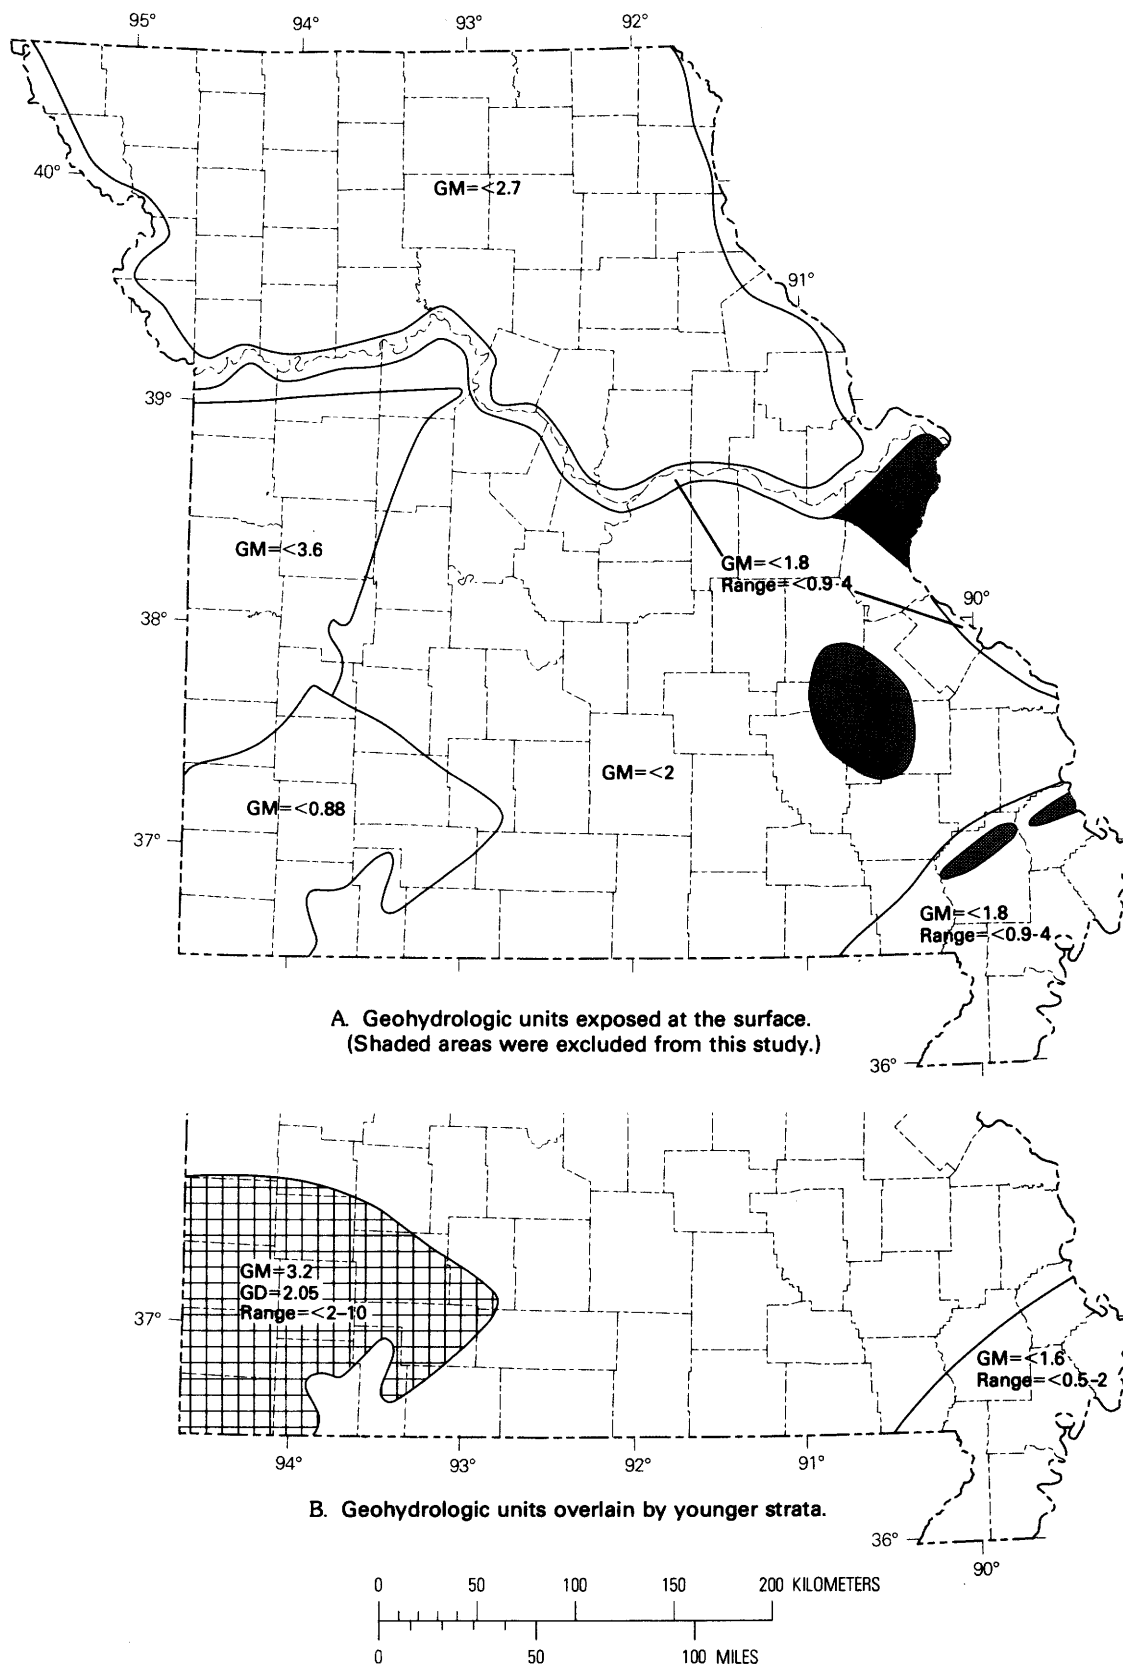 95°
94°
93°
92°
40°
GM=<2.7
91°
39°
GM=<3.6
GM=<1.8
Range=<0.9-4
38°
90°
GM=<2
GM=<0.88
37°
GM=<1.8
Range=<0.9-4
A. Geohydrologic units exposed at the surface.
(Shaded areas were excluded from this study.)
36°
GM=3.2
GD=2.05
Range=<2-10
37°
GM=<1.6
Range=<0.5-2
94°
93°
92°
91°
B. Geohydrologic units overlain by younger strata.
36°
90°
0 50 100 150 200 KILOMETERS
0 50 100 MILES